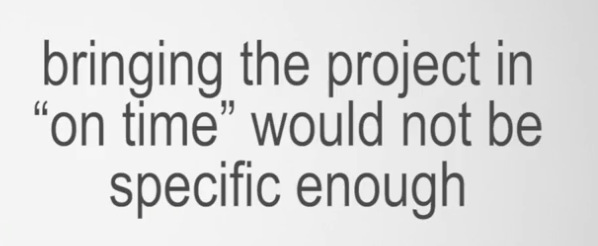 bringing the project in
“on time” would not be
specific enough